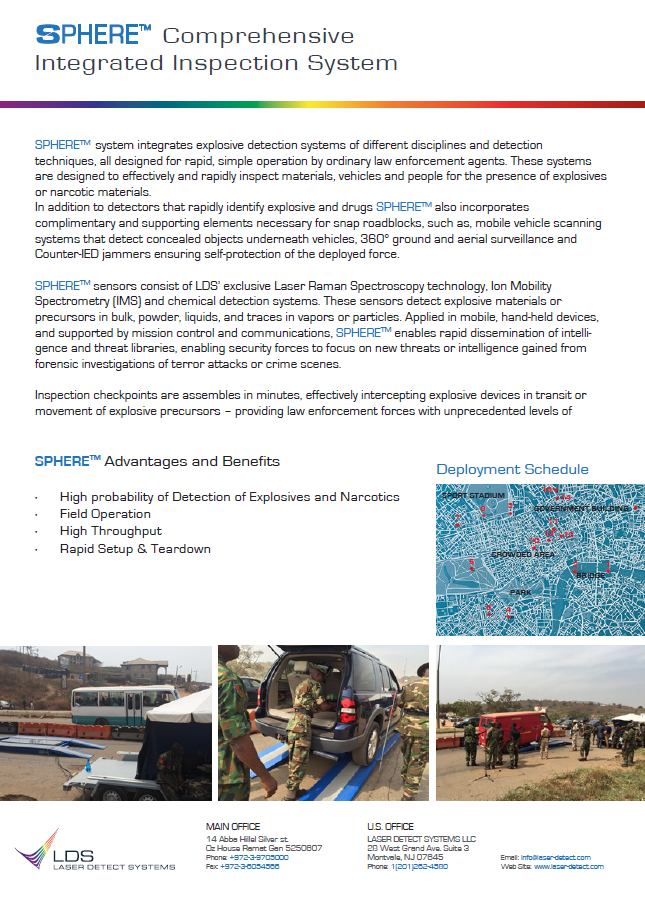 SPHERE™ Comprehensive
Integrated Inspection System
SPHERE™ system integrates explosive detection systems of different disciplines and detection
techniques, all designed for rapid, simple operation by ordinary law enforcement agents. These systems
are designed to effectively and rapidly inspect materials, vehicles and people for the presence of explosives
or narcotic materials.
In addition to detectors that rapidly identify explosive and drugs SPHERE™ also incorporates
complimentary and supporting elements necessary for snap roadblocks, such as, mobile vehicle scanning
systems that detect concealed objects underneath vehicles, 360° ground and aerial surveillance and
Counter-IED jammers ensuring self-protection of the deployed force.
SPHERE™ sensors consist of LDS' exclusive Laser Raman Spectroscopy technology, Ion Mobility
Spectrometry (IMS) and chemical detection systems. These sensors detect explosive materials or
precursors in bulk, powder, liquids, and traces in vapors or particles. Applied in mobile, hand-held devices,
and supported by mission control and communications, SPHERE™ enables rapid dissemination of intelli-
gence and threat libraries, enabling security forces to focus on new threats or intelligence gained from
forensic investigations of terror attacks or crime scenes.
Inspection checkpoints are assembles in minutes, effectively intercepting explosive devices in transit or
movement of explosive precursors – providing law enforcement forces with unprecedented levels of
SPHERE™ Advantages and Benefits
· High probability of Detection of Explosives and Narcotics
· Field Operation
· High Throughput
· Rapid Setup & Teardown
Deployment Schedule
SPORT STADIUM
GOVERNMENT BUILDING
CROWDED AREA
BRIDGE
PARK
LDS
LASER DETECT SYSTEMS
MAIN OFFICE
14 Abba Hillel Silver st.
Oz House Ramat Gan 5250607
Phone: +972-3-9705000
Fax: +972-3-6054566
U.S. OFFICE
LASER DETECT SYSTEMS LLC
28 West Grand Ave. Suite 3
Montvale, NJ 07645
Phone: 1(201)262-4580
Email: info@laser-detect.com
Web Site: www.laser-detect.com